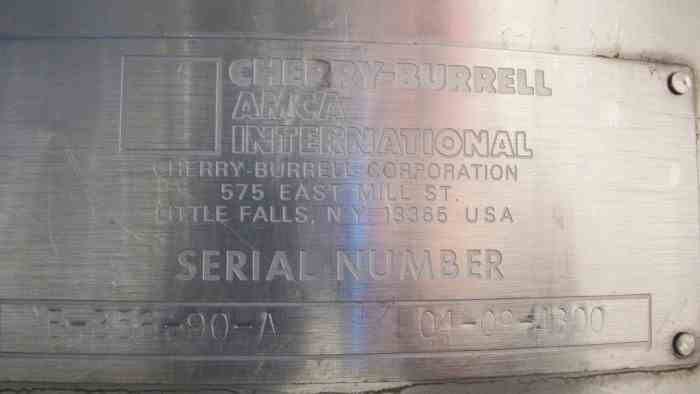 CHERRY-BURRELL
AMCA
INTERNATIONAL
CHERRY-BURRELL CORPORATION
575 EAST MILL ST.
LITTLE FALLS, N.Y. 13365 USA
SERIAL NUMBER